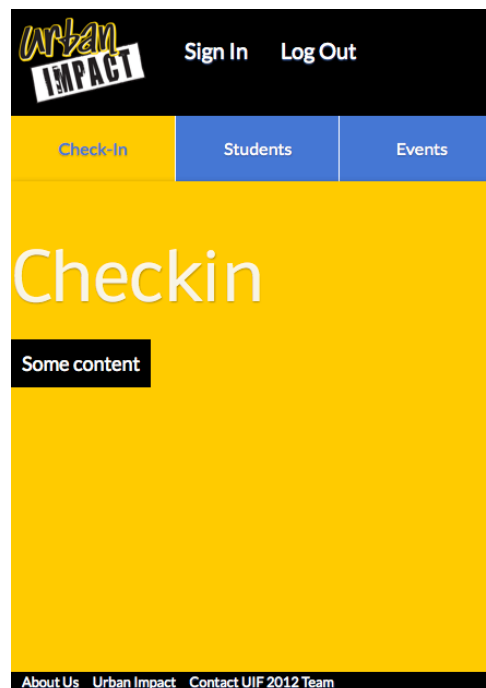 urban
IMPACT
Sign In Log Out
Check-In Students Events
Checkin
Some content
About Us Urban Impact Contact UIF 2012 Team